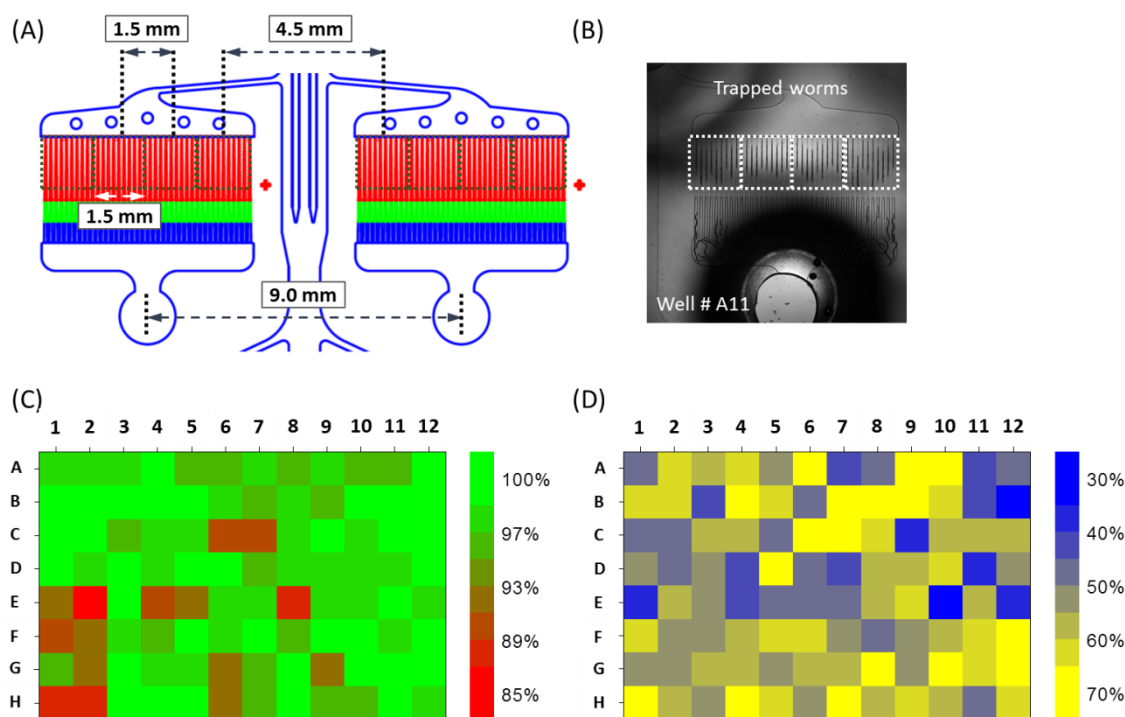 (A)
1.5 mm
4.5 mm
1.5 mm
9.0 mm
(B)
Trapped worms
Well # A11
(C)
1 2 3 4 5 6 7 8 9 10 11 12
A
B
C
D
E
F
G
H
100%
97%
93%
89%
85%
(D)
1 2 3 4 5 6 7 8 9 10 11 12
A
B
C
D
E
F
G
H
30%
40%
50%
60%
70%